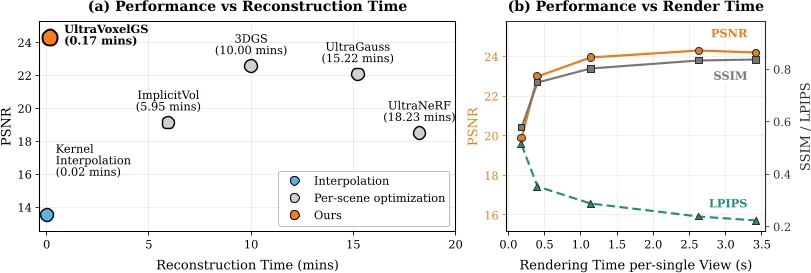 (a) Performance vs Reconstruction Time
PSNR
24
22
20
18
16
14
UltraVoxelGS
(0.17 mins)
3DGS
(10.00 mins)
UltraGauss
(15.22 mins)
ImplicitVol
(5.95 mins)
UltraNeRF
(18.23 mins)
Kernel
Interpolation
(0.02 mins)
Interpolation
Per-scene optimization
Ours
0
5
10
15
20
Reconstruction Time (mins)
(b) Performance vs Render Time
PSNR
24
22
20
18
16
PSNR
SSIM
LPIPS
0.8
0.6
0.4
0.2
SSIM / LPIPS
0.0
0.5
1.0
1.5
2.0
2.5
3.0
3.5
Rendering Time per-single View (s)